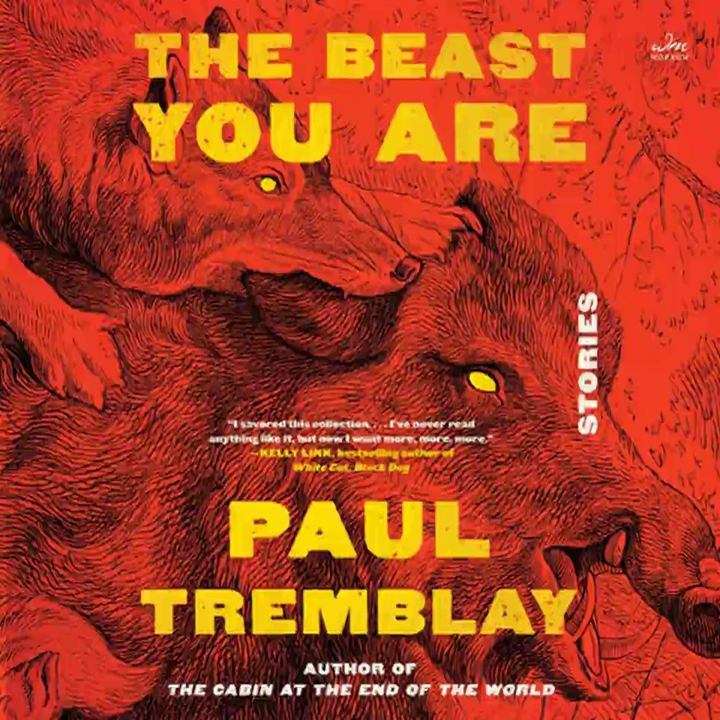 THE BEAST
YOU ARE
wm
MORROW
STORIES
"I savored this collection. . . . I've never read
anything like it, but now I want more, more, more."
—KELLY LINK, bestselling author of
White Cat, Black Dog
PAUL
TREMBLAY
AUTHOR OF
THE CABIN AT THE END OF THE WORLD